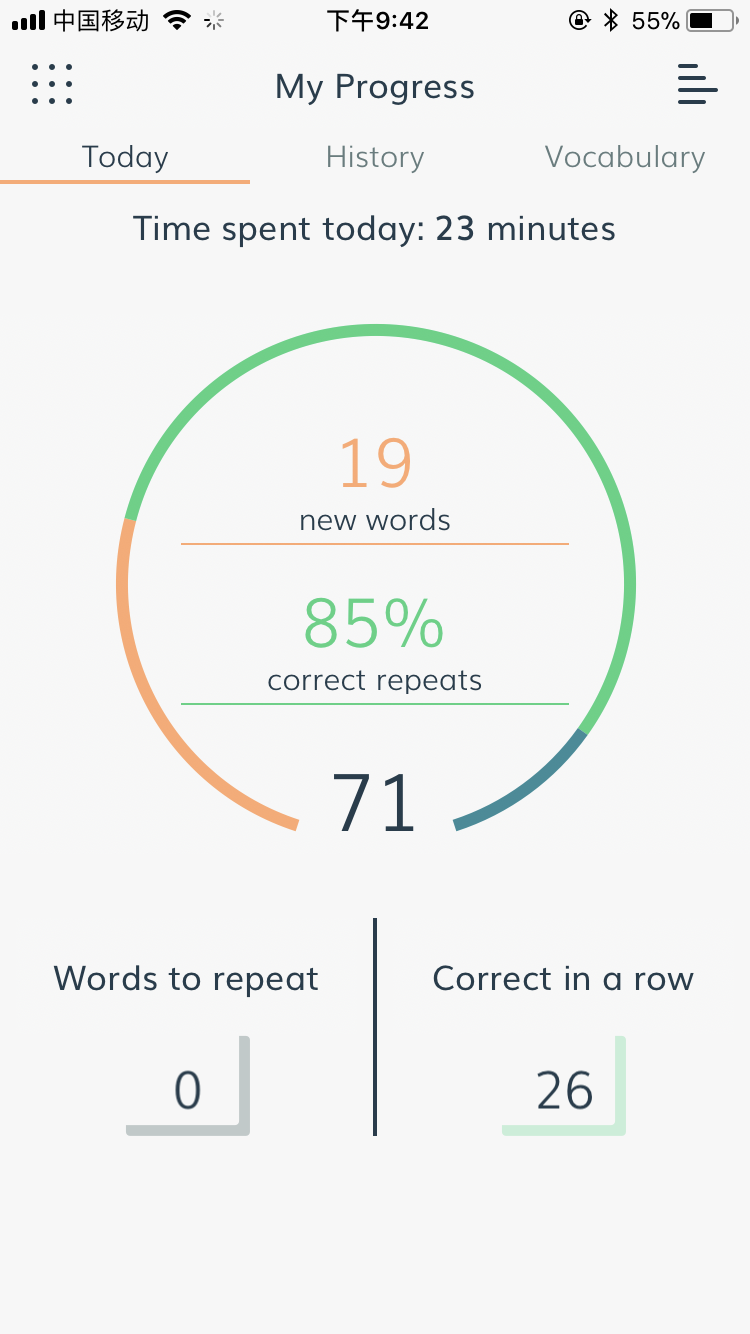 中国移动 下午9:42 55%
My Progress
Today History Vocabulary
Time spent today: 23 minutes
19
new words
85%
correct repeats
71
Words to repeat Correct in a row
0 26